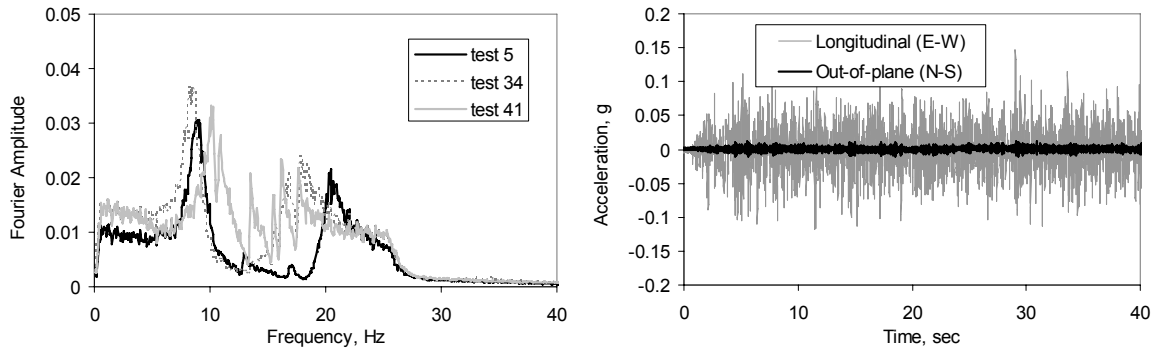 0.05
0.04
0.03
0.02
0.01
0
Fourier Amplitude
test 5
test 34
test 41
0 10 20 30 40
Frequency, Hz
0.2
0.15
0.1
0.05
0
-0.05
-0.1
-0.15
-0.2
Acceleration, g
Longitudinal (E-W)
Out-of-plane (N-S)
0 10 20 30 40
Time, sec